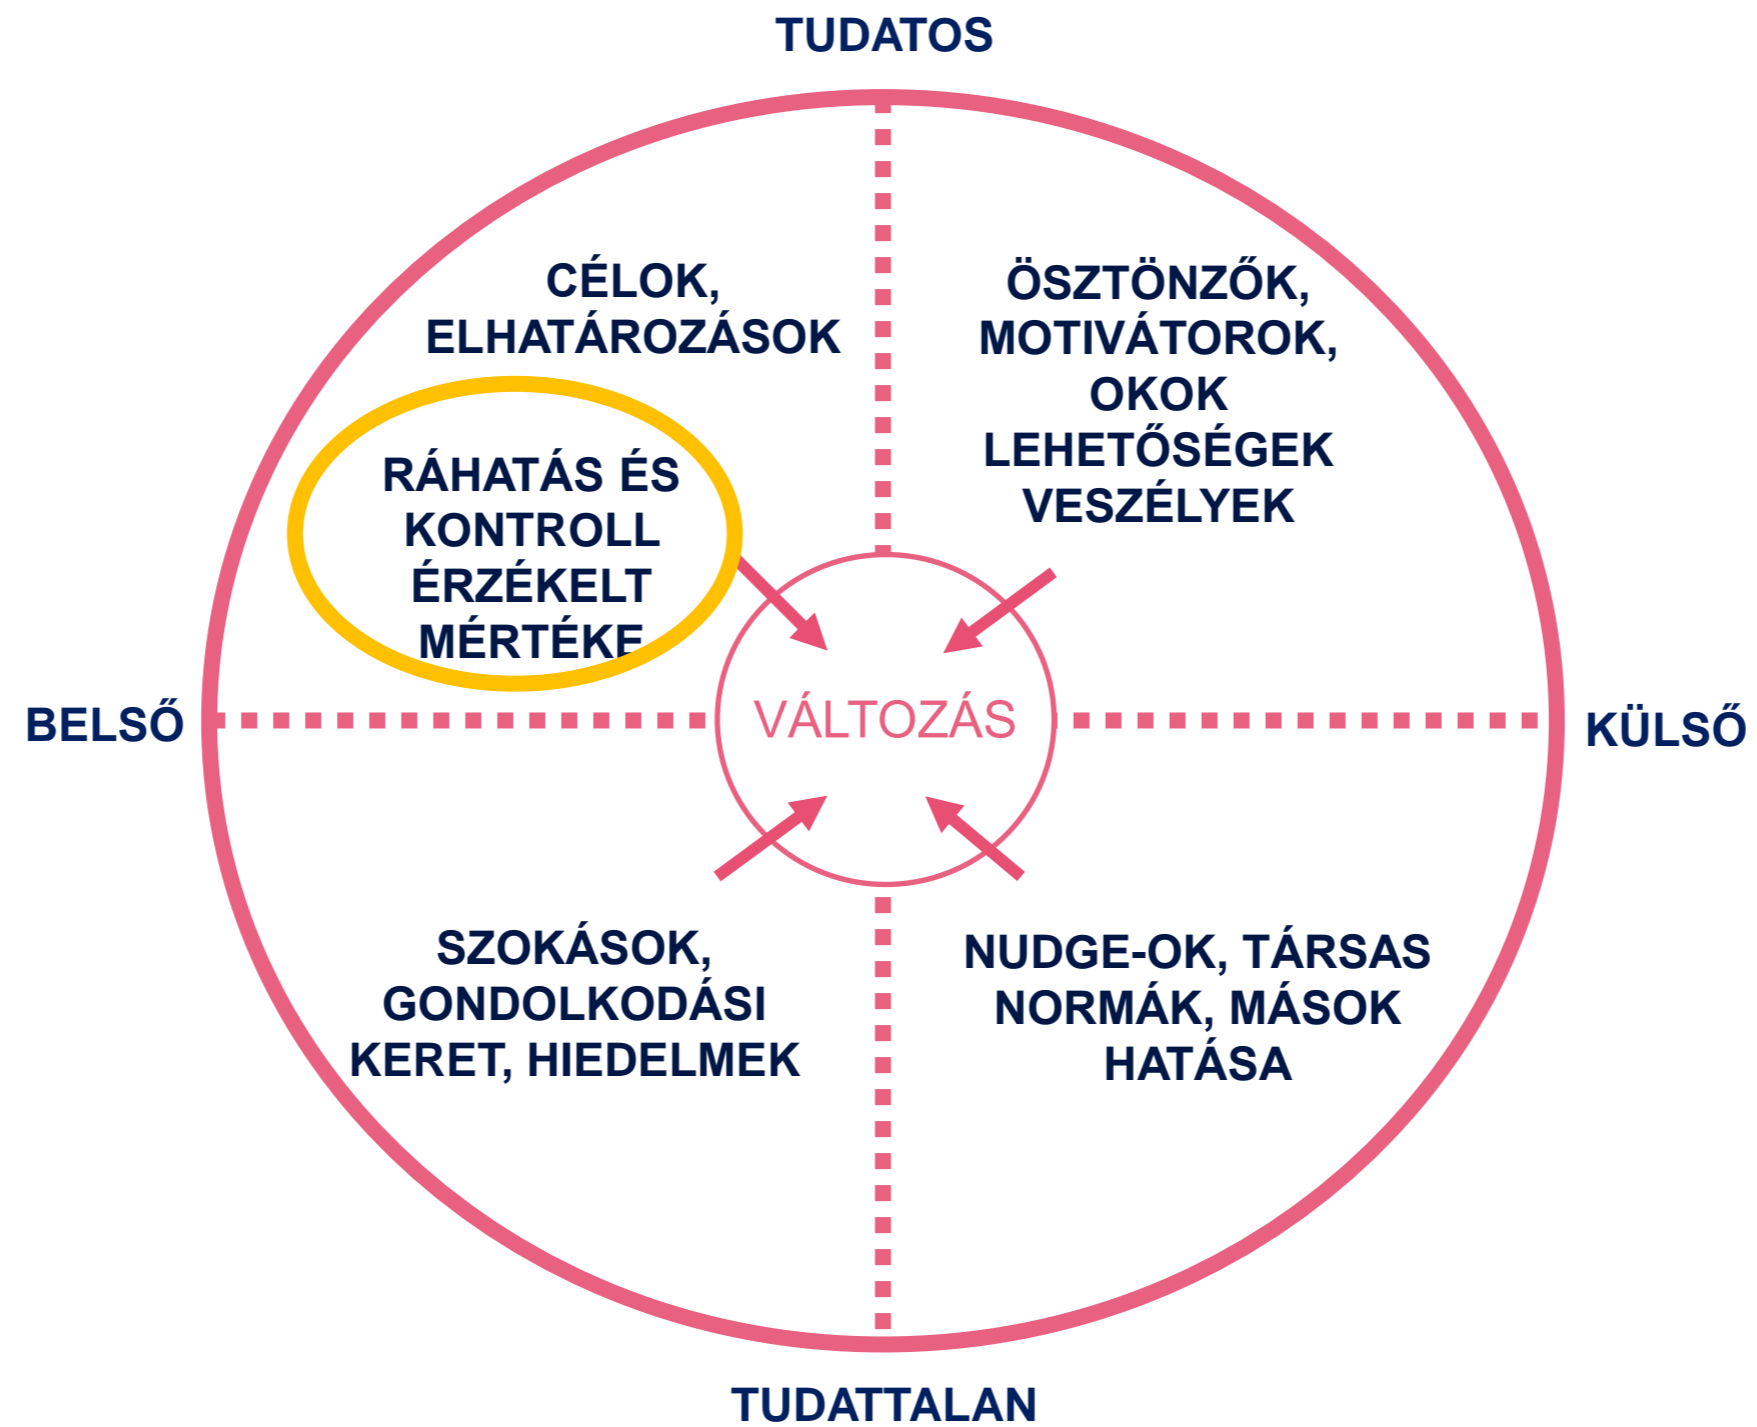 TUDATOS
CÉLOK,
ELHATÁROZÁSOK
RÁHATÁS ÉS
KONTROLL
ÉRZÉKELT
MÉRTÉKE
ÖSZTÖNZŐK,
MOTIVÁTOROK,
OKOK
LEHETŐSÉGEK
VESZÉLYEK
BELSŐ
VÁLTOZÁS
KÜLSŐ
SZOKÁSOK,
GONDOLKODÁSI
KERET, HIEDELMEK
NUDGE-OK, TÁRSAS
NORMÁK, MÁSOK
HATÁSA
TUDATTALAN